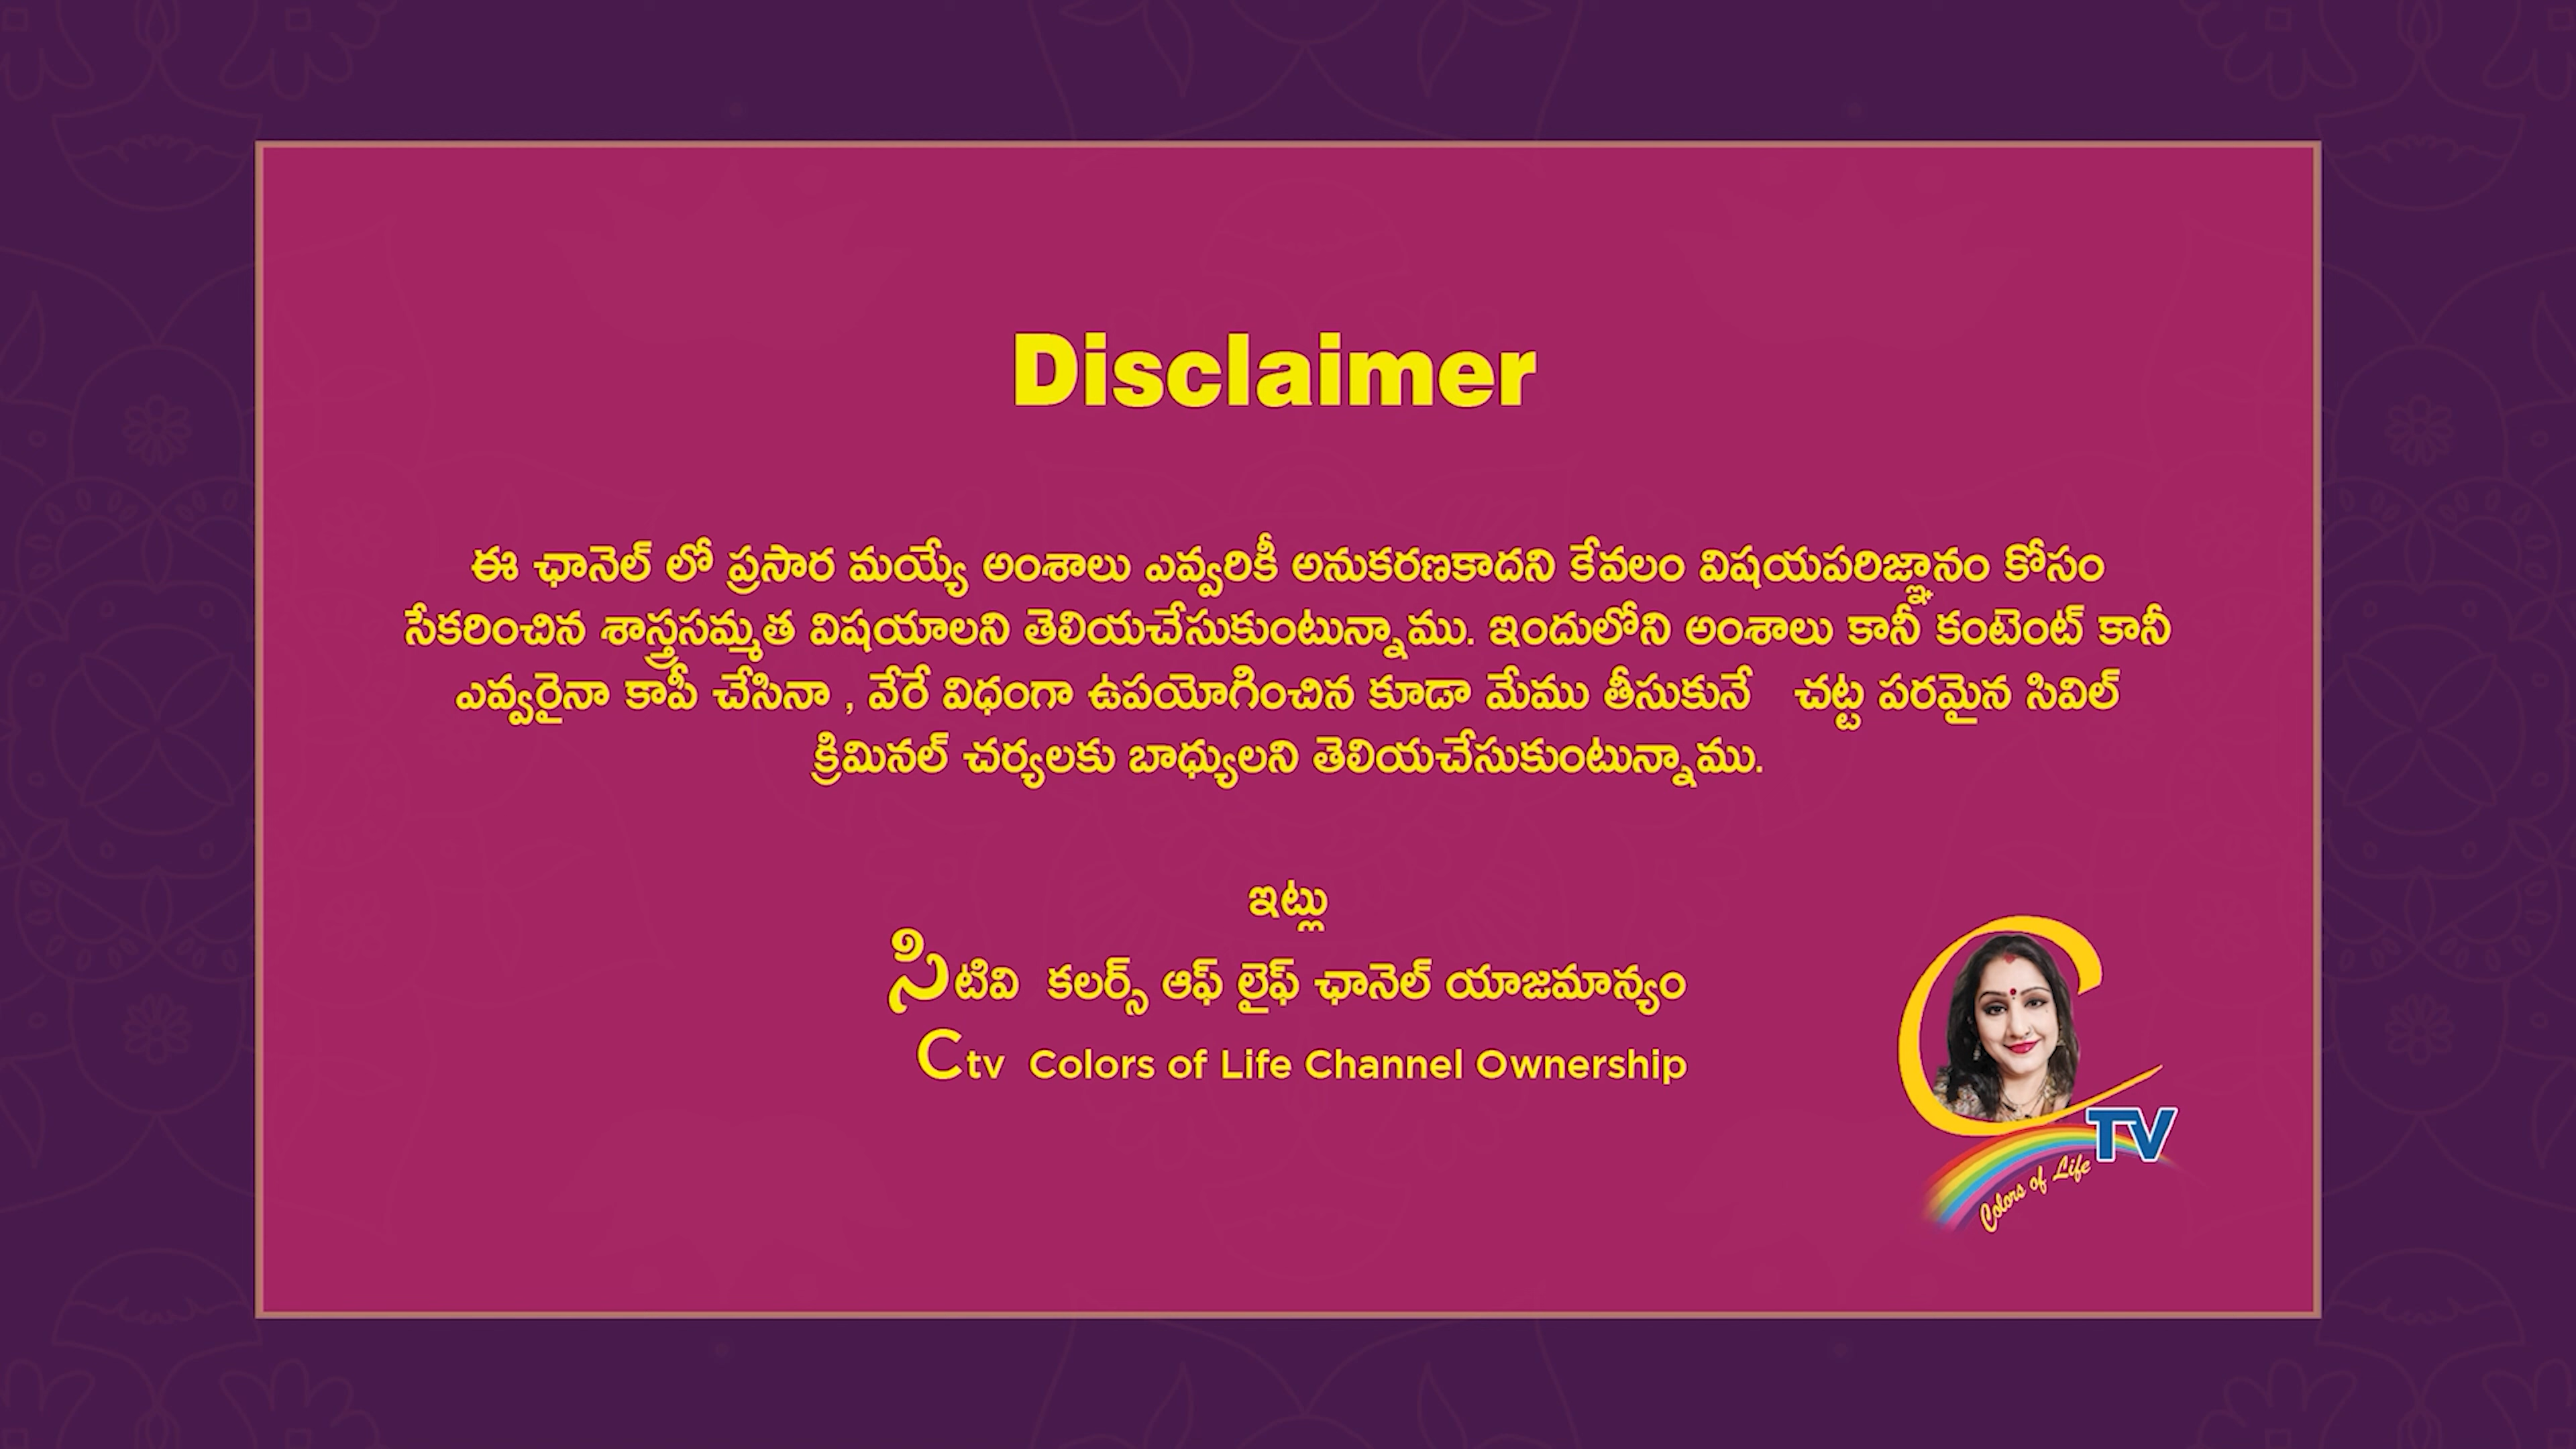 Disclaimer
ఈ ఛానెల్ లో ప్రసార మయ్యే అంశాలు ఎవ్వరికీ అనుకరణకాదని కేవలం విషయపరిజ్ఞానం కోసం
సేకరించిన శాస్త్రసమ్మత విషయాలని తెలియచేసుకుంటున్నాము. ఇందులోని అంశాలు కానీ కంటెంట్ కానీ
ఎవ్వరైనా కాపీ చేసినా , వేరే విధంగా ఉపయోగించిన కూడా మేము తీసుకునే చట్ట పరమైన సివిల్
క్రిమినల్ చర్యలకు బాధ్యులని తెలియచేసుకుంటున్నాము.
ఇట్లు
సిటివి కలర్స్ ఆఫ్ లైఫ్ ఛానెల్ యాజమాన్యం
Ctv Colors of Life Channel Ownership
C TV
Colors of Life